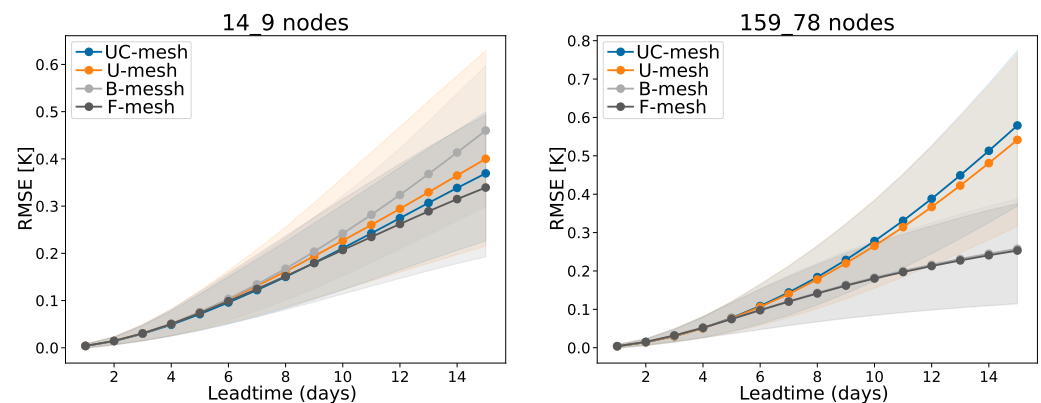 14_9 nodes
RMSE [K]
0.6
0.5
0.4
0.3
0.2
0.1
0.0
UC-mesh
U-mesh
B-messh
F-mesh
2 4 6 8 10 12 14
Leadtime (days)
159_78 nodes
RMSE [K]
0.8
0.7
0.6
0.5
0.4
0.3
0.2
0.1
0.0
UC-mesh
U-mesh
B-mesh
F-mesh
2 4 6 8 10 12 14
Leadtime (days)